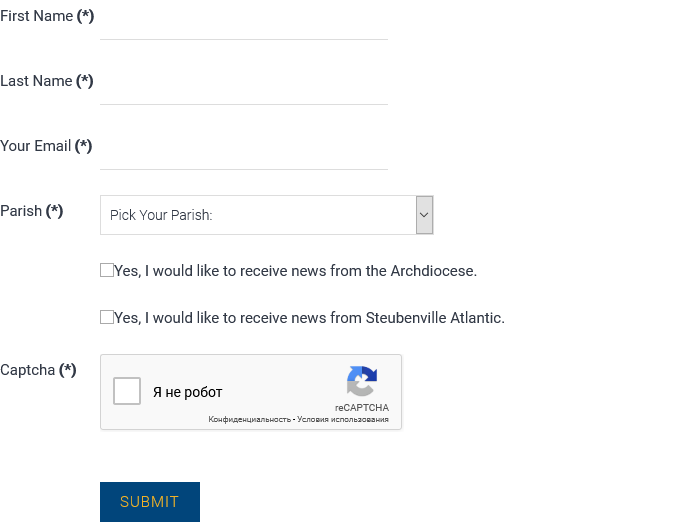 First Name (*)
Last Name (*)
Your Email (*)
Parish (*)
Pick Your Parish:
Yes, I would like to receive news from the Archdiocese.
Yes, I would like to receive news from Steubenville Atlantic.
Captcha (*)
Я не робот
reCAPTCHA
Конфиденциальность - Условия использования
SUBMIT